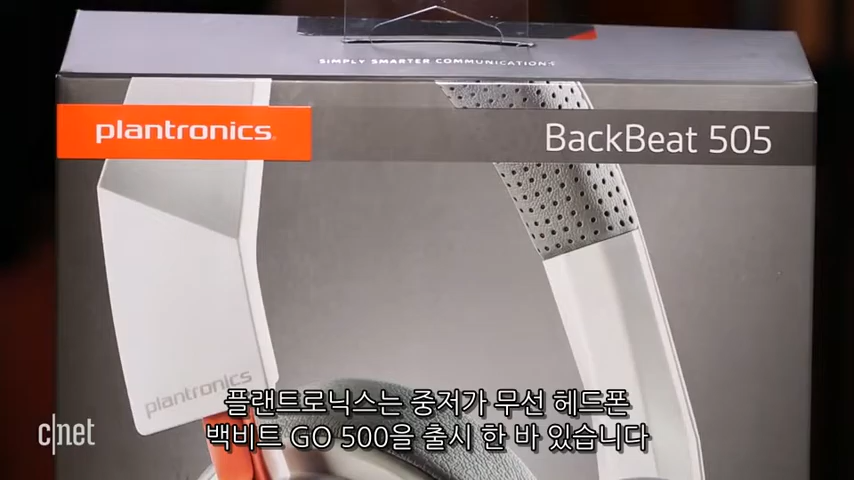 SIMPLY SMARTER COMMUNICATIONS
plantronics
BackBeat 505
plantronics
플랜트로닉스는 중저가 무선 헤드폰
백비트 GO 500을 출시 한 바 있습니다
c|net